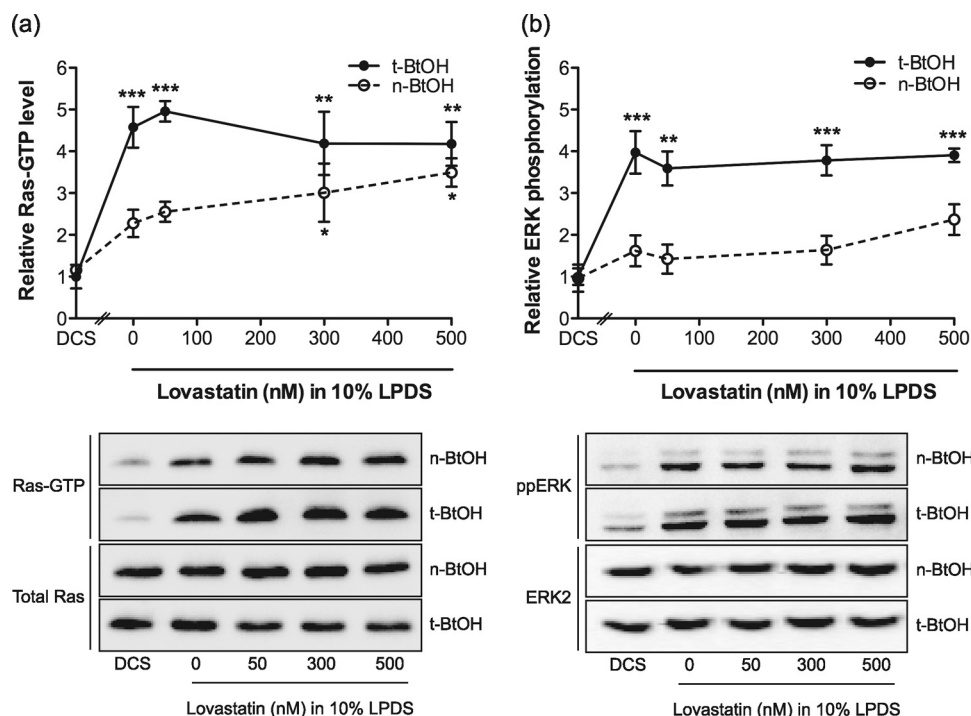 (a)
Relative Ras-GTP level
6
5
4
3
2
1
0
t-BtOH
n-BtOH
***
***
**
**
*
*
DCS 0 100 200 300 400 500
Lovastatin (nM) in 10% LPDS
Ras-GTP
n-BtOH
t-BtOH
Total Ras
n-BtOH
t-BtOH
DCS 0 50 300 500
Lovastatin (nM) in 10% LPDS
(b)
Relative ERK phosphorylation
6
5
4
3
2
1
0
t-BtOH
n-BtOH
***
**
***
***
DCS 0 100 200 300 400 500
Lovastatin (nM) in 10% LPDS
ppERK
n-BtOH
t-BtOH
ERK2
n-BtOH
t-BtOH
DCS 0 50 300 500
Lovastatin (nM) in 10% LPDS